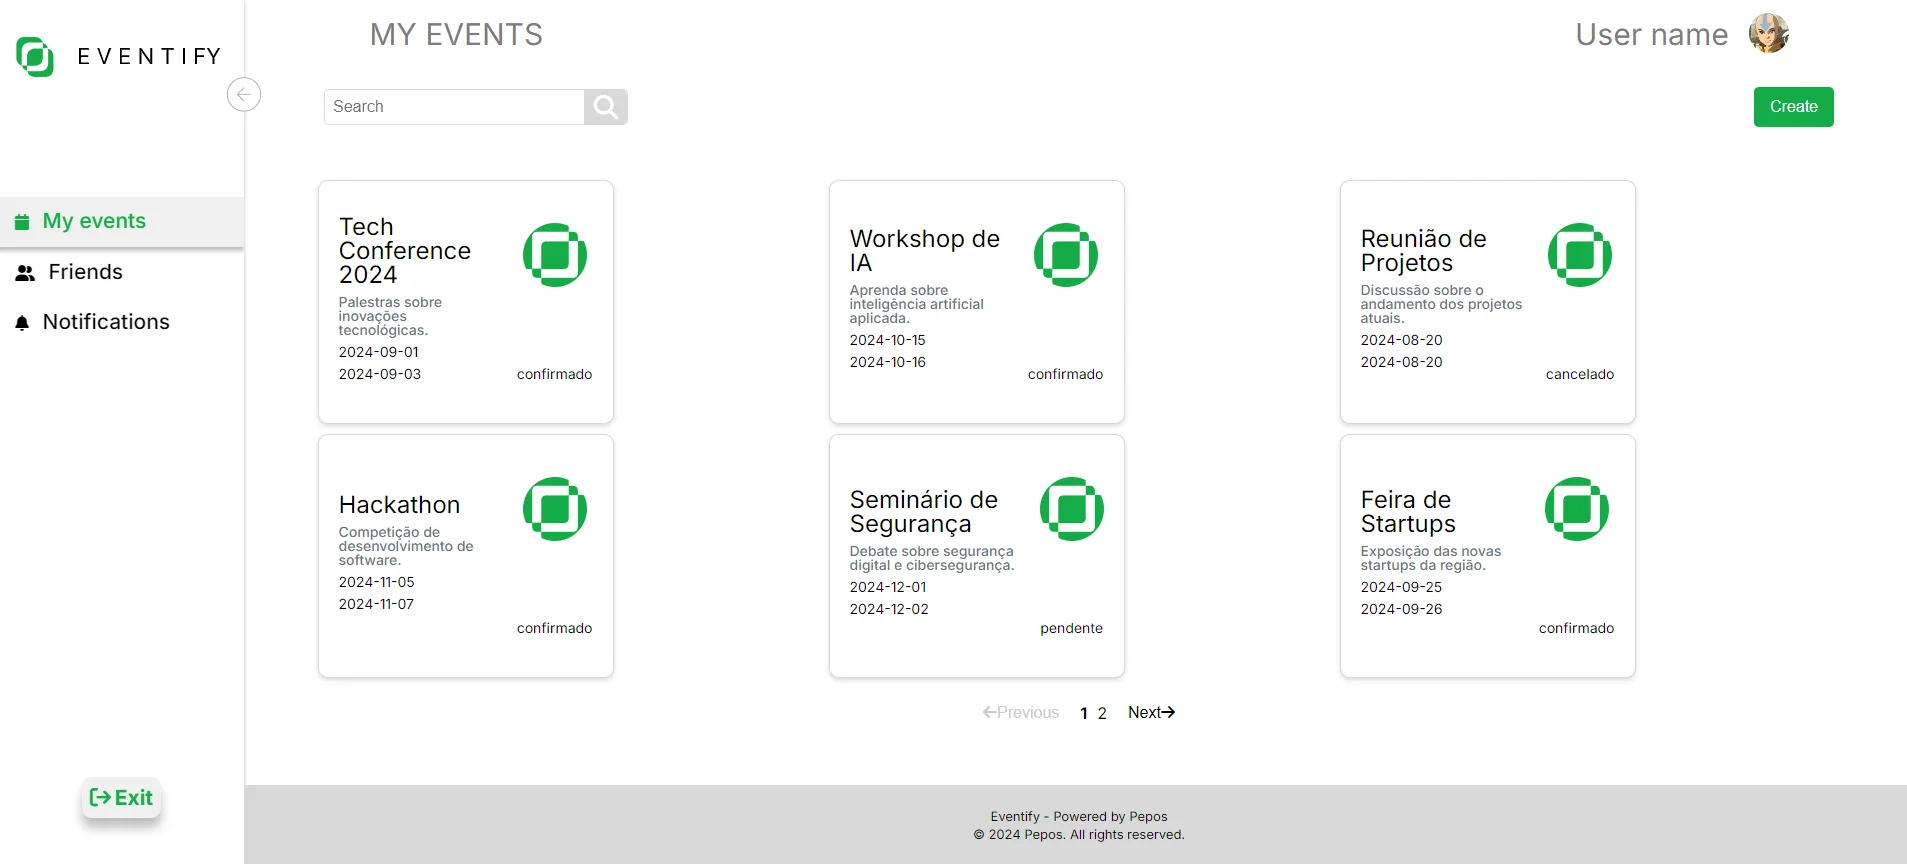 EVENTIFY
MY EVENTS
User name
Search
Create
My events
Friends
Notifications
Exit
Tech
Conference
2024
Palestras sobre
inovações
tecnológicas.
2024-09-01
2024-09-03
confirmado
Workshop de
IA
Aprenda sobre
inteligência artificial
aplicada.
2024-10-15
2024-10-16
confirmado
Reunião de
Projetos
Discussão sobre o
andamento dos projetos
atuais.
2024-08-20
2024-08-20
cancelado
Hackathon
Competição de
desenvolvimento de
software.
2024-11-05
2024-11-07
confirmado
Seminário de
Segurança
Debate sobre segurança
digital e cibersegurança.
2024-12-01
2024-12-02
pendente
Feira de
Startups
Exposição das novas
startups da região.
2024-09-25
2024-09-26
confirmado
Previous 1 2 Next
Eventify - Powered by Pepos
© 2024 Pepos. All rights reserved.